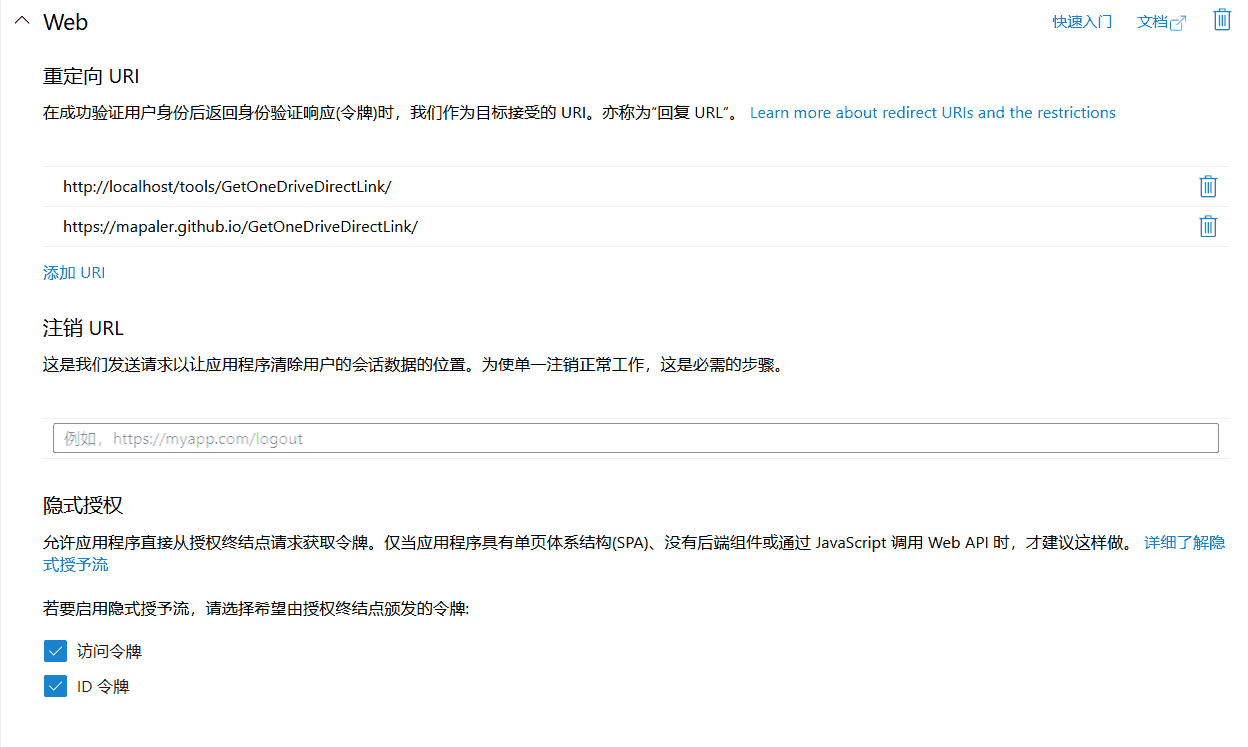 Web
快速入门 文档
重定向 URI
在成功验证用户身份后返回身份验证响应(令牌)时，我们作为目标接受的 URI。亦称为“回复 URL”。 Learn more about redirect URIs and the restrictions
http://localhost/tools/GetOneDriveDirectLink/
https://mapaler.github.io/GetOneDriveDirectLink/
添加 URI
注销 URL
这是我们发送请求以让应用程序清除用户的会话数据的位置。为使单一注销正常工作，这是必需的步骤。
例如，https://myapp.com/logout
隐式授权
允许应用程序直接从授权终结点请求获取令牌。仅当应用程序具有单页体系结构(SPA)、没有后端组件或通过 JavaScript 调用 Web API 时，才建议这样做。 详细了解隐
式授予流
若要启用隐式授予流，请选择希望由授权终结点颁发的令牌:
访问令牌
ID 令牌